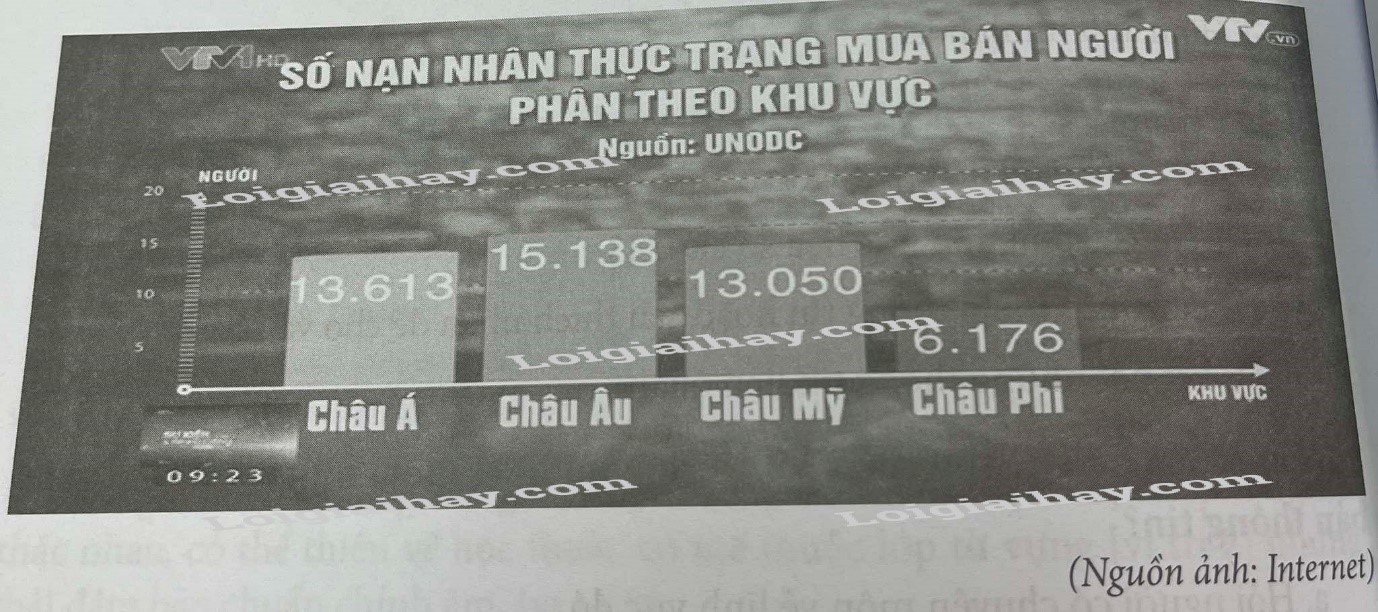 VTV1 HD
VTV.vn
SỐ NẠN NHÂN THỰC TRẠNG MUA BÁN NGƯỜI
PHÂN THEO KHU VỰC
Nguồn: UNODC
NGƯỜI
Loigiaihay.com
Loigiaihay.com
20
15
10
5
13.613
15.138
13.050
6.176
Loigiaihay.com
Châu Á
Châu Âu
Châu Mỹ
Châu Phi
KHU VỰC
09:23
Loigiaihay.com
Loigiaihay.com
(Nguồn ảnh: Internet)